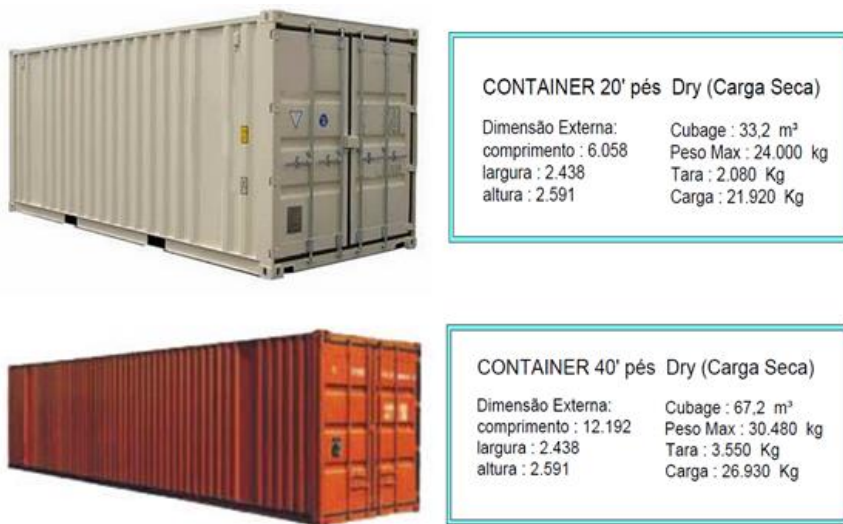 CONTAINER 20' pés Dry (Carga Seca)
Dimensão Externa:
comprimento : 6.058
largura : 2.438
altura : 2.591
Cubage : 33,2 m³
Peso Max : 24.000 kg
Tara : 2.080 Kg
Carga : 21.920 Kg
CONTAINER 40' pés Dry (Carga Seca)
Dimensão Externa:
comprimento : 12.192
largura : 2.438
altura : 2.591
Cubage : 67,2 m³
Peso Max : 30.480 kg
Tara : 3.550 Kg
Carga : 26.930 Kg